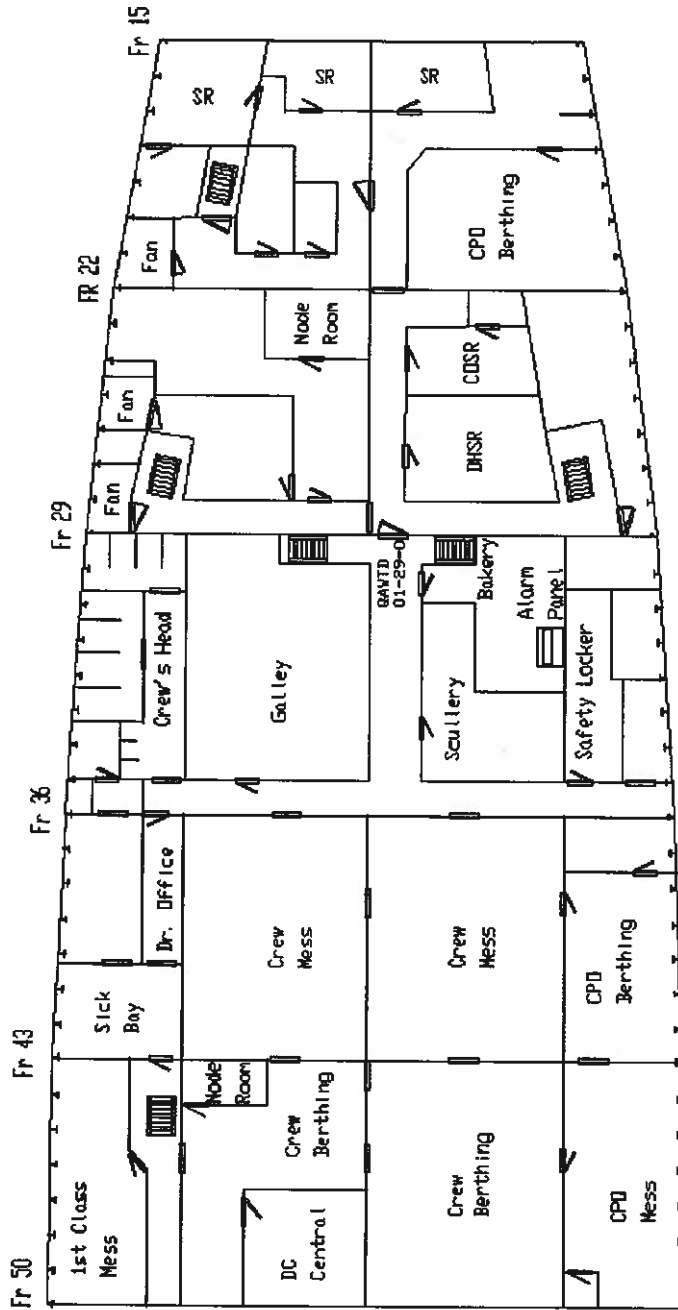 Fr 15
SR
SR
SR
FR 22
Fan
CPO
Berthing
Node
Room
Fan
Fan
COSR
DHSR
Fr 29
QAWTD
01-29-0
Crew's Head
Galley
Scullery
Bakery
Alarm
Panel
Safety Locker
Fr 36
Dr. Office
Sick
Bay
Crew
Mess
Crew
Mess
CPO
Berthing
Fr 43
Node
Room
Crew
Berthing
Crew
Berthing
1st Class
Mess
DC
Central
CPO
Mess
Fr 50